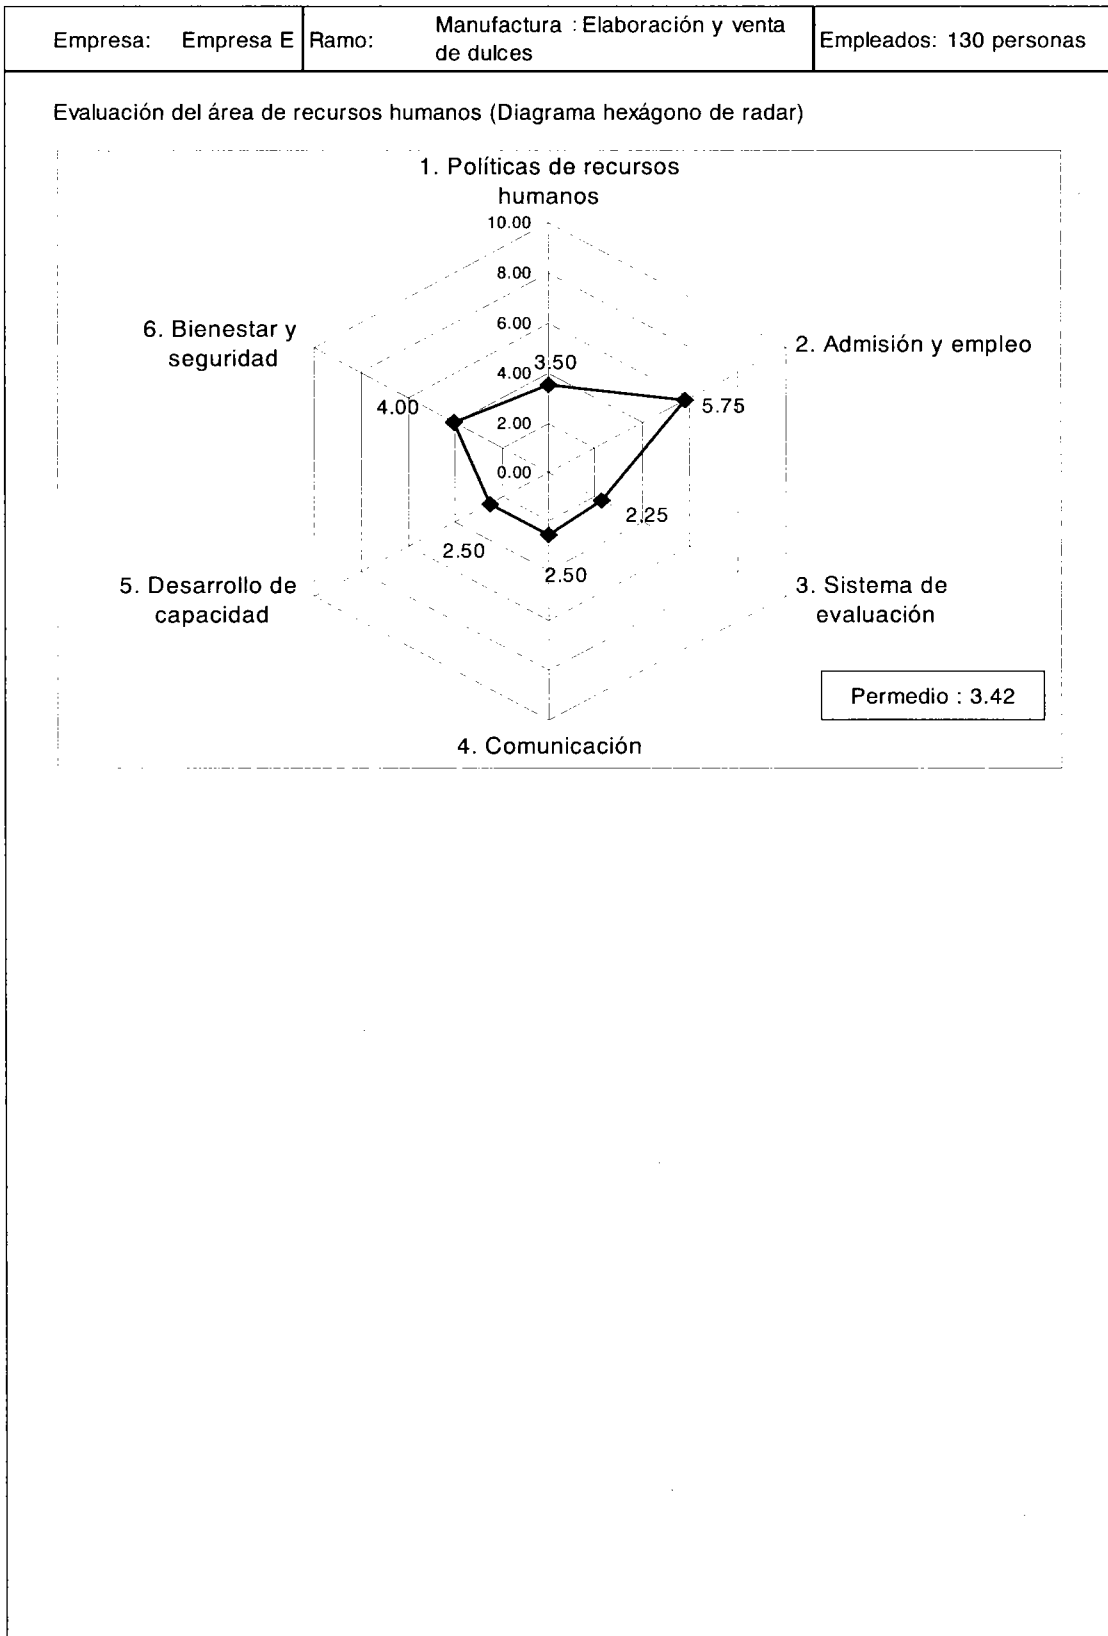 Empresa: Empresa E Ramo: Manufactura : Elaboración y venta de dulces Empleados: 130 personas
Evaluación del área de recursos humanos (Diagrama hexágono de radar)
1. Políticas de recursos
humanos
10.00
8.00
6.00
4.00
2.00
0.00
3.50
2. Admisión y empleo
5.75
2.25
3. Sistema de
evaluación
2.50
4. Comunicación
2.50
5. Desarrollo de
capacidad
4.00
6. Bienestar y
seguridad
Permedio : 3.42